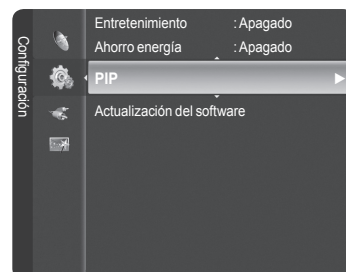 Configuración
Entretenimiento : Apagado
Ahorro energía : Apagado
PIP
Actualización del software